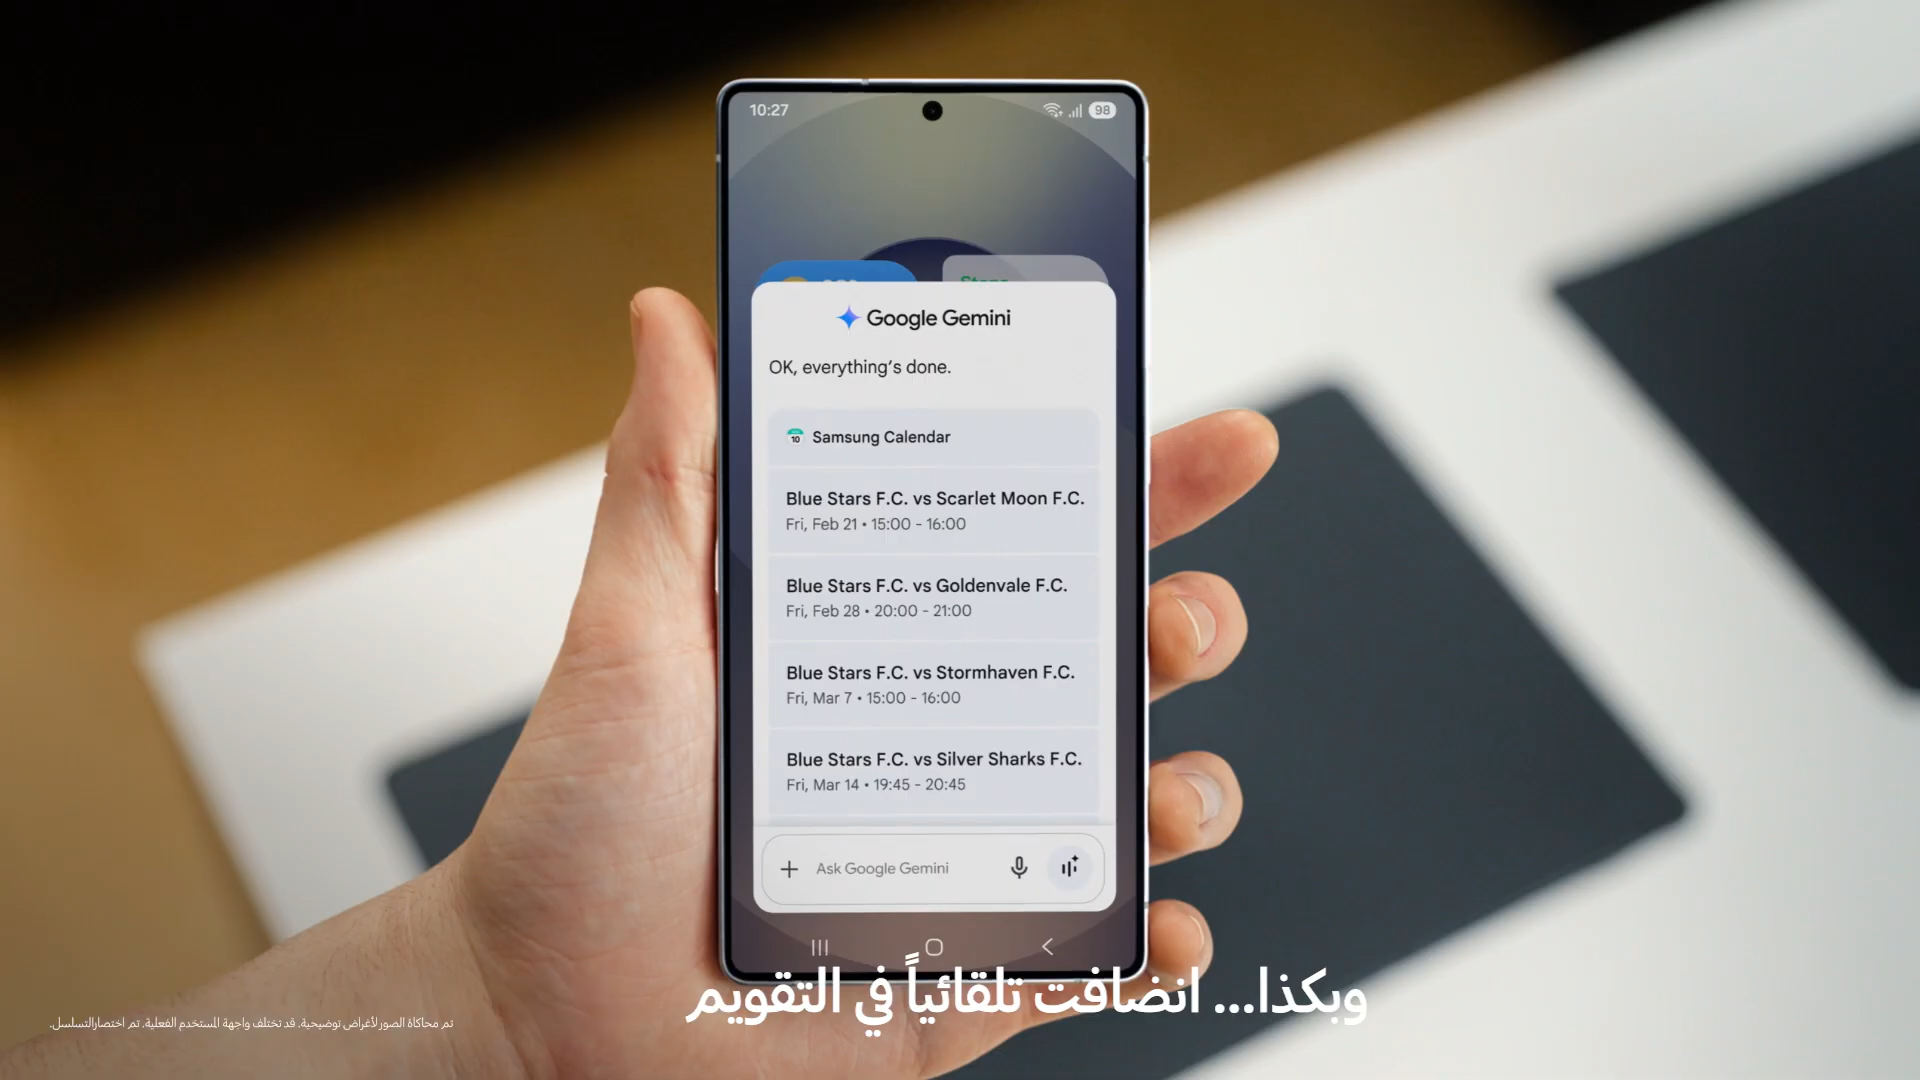 10:27
98
Google Gemini
OK, everything's done.
10 Samsung Calendar
Blue Stars F.C. vs Scarlet Moon F.C.
Fri, Feb 21 • 15:00 - 16:00
Blue Stars F.C. vs Goldenvale F.C.
Fri, Feb 28 • 20:00 - 21:00
Blue Stars F.C. vs Stormhaven F.C.
Fri, Mar 7 • 15:00 - 16:00
Blue Stars F.C. vs Silver Sharks F.C.
Fri, Mar 14 • 19:45 - 20:45
Ask Google Gemini
وبكذا... انضافت تلقائياً في التقويم
تم محاكاة الصور لأغراض توضيحية. قد تختلف واجهة المستخدم الفعلية. تم اختصار التسلسل.